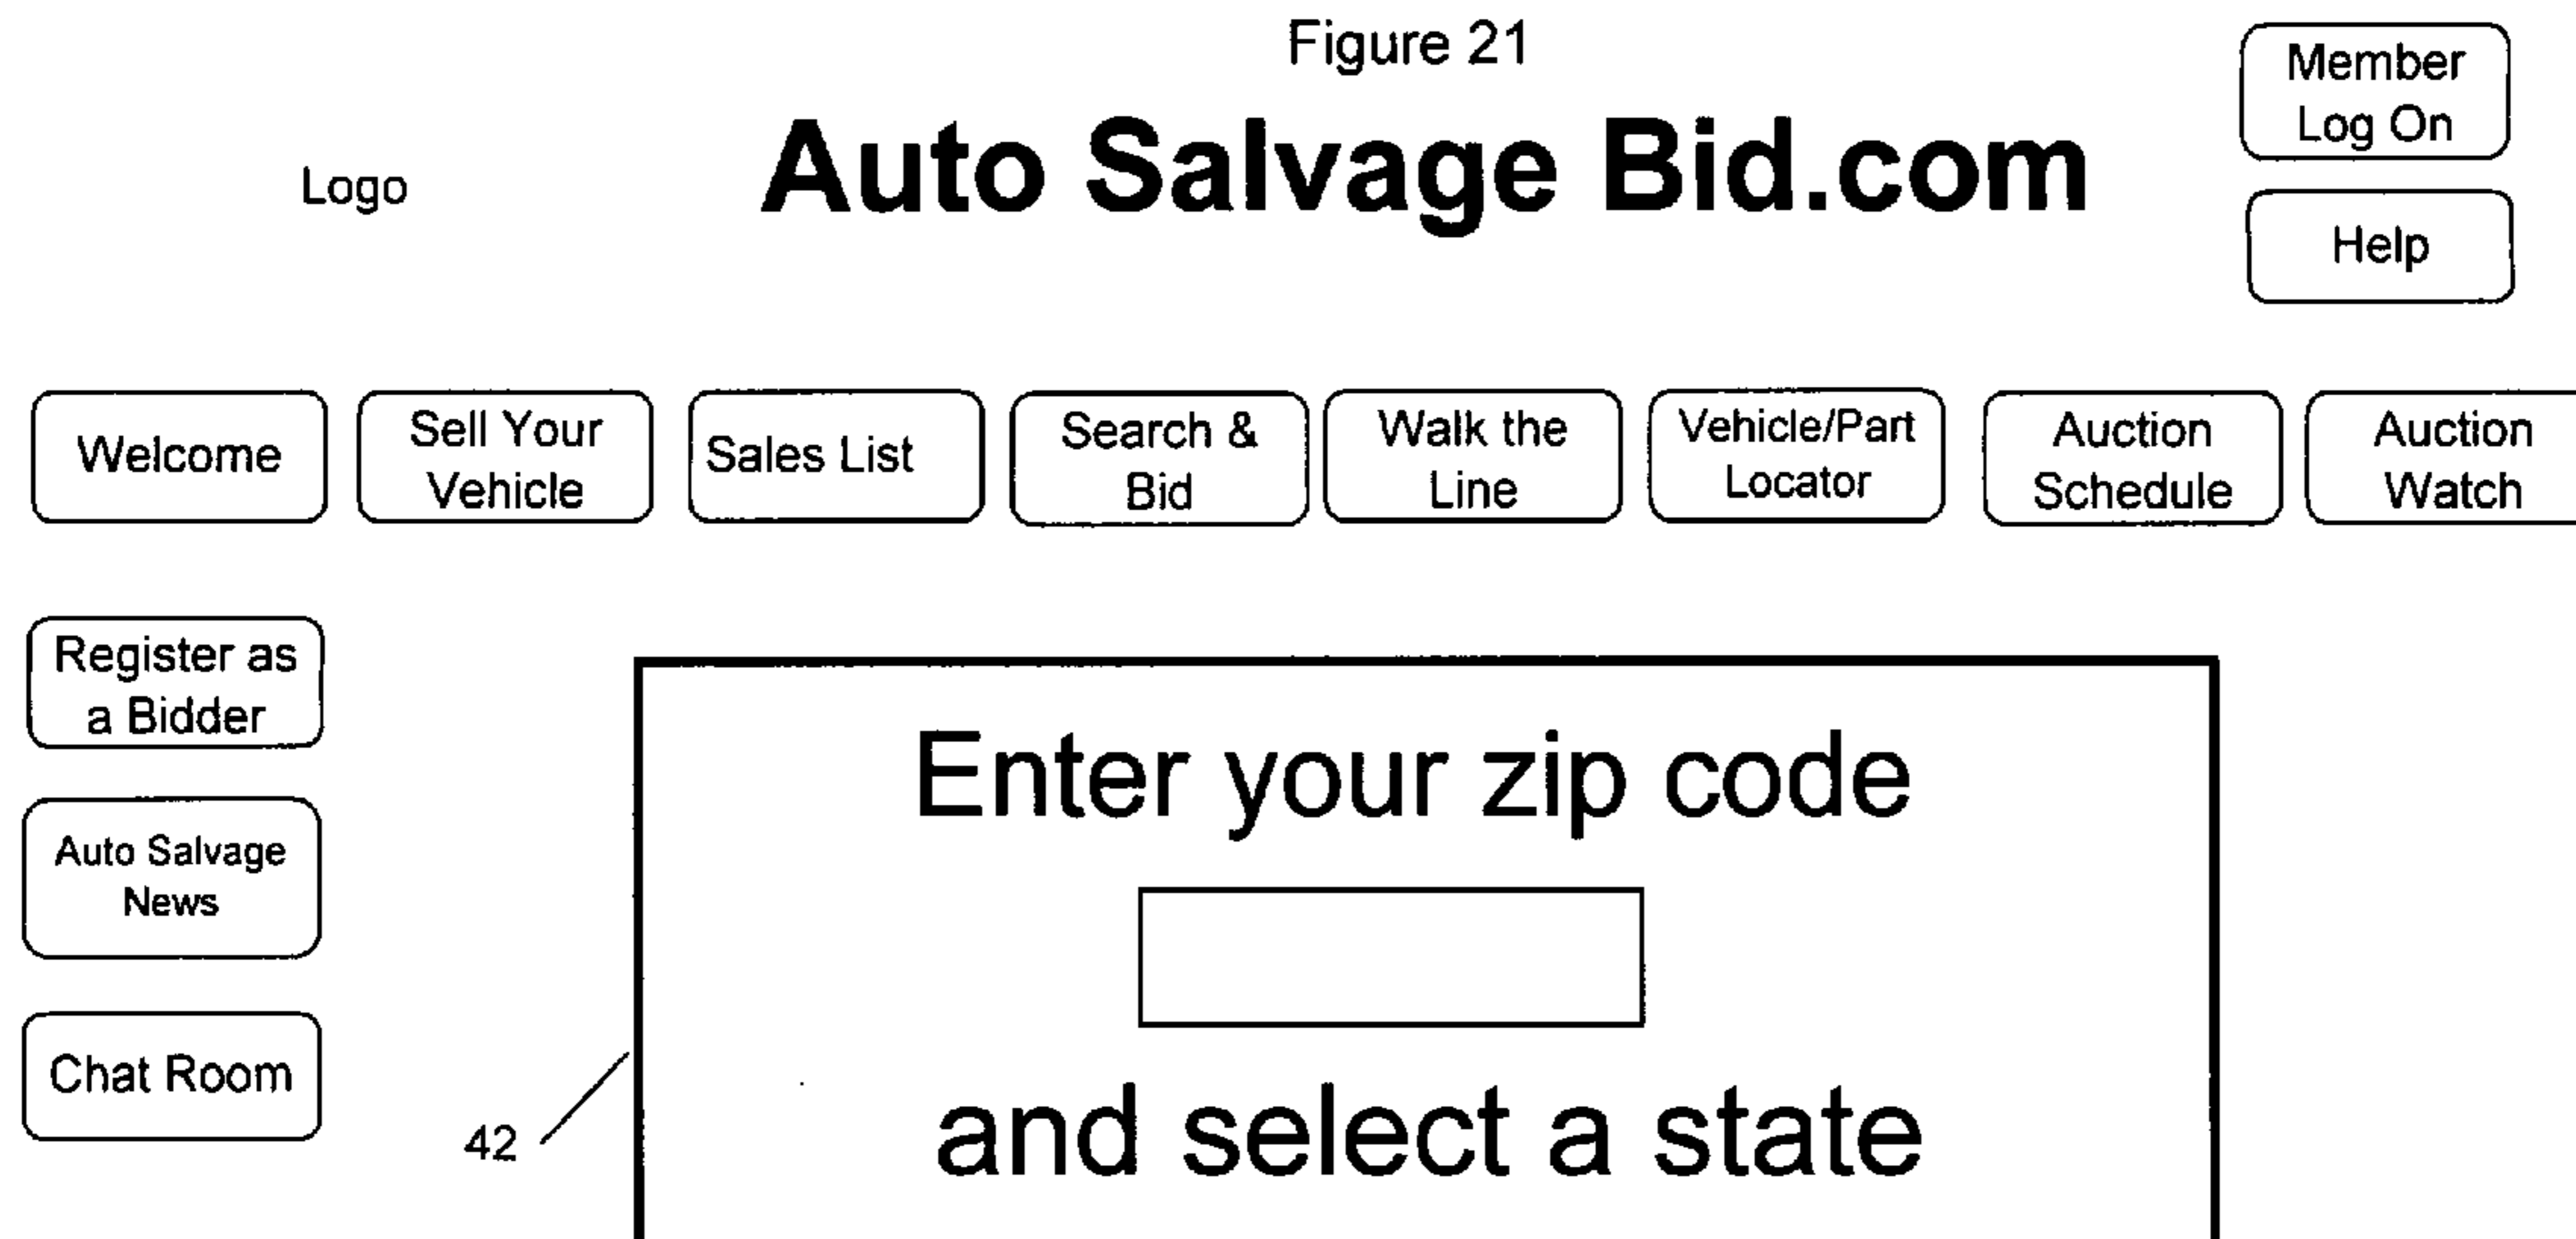 Figure 21
Member
Log On
Auto Salvage Bid.com
Logo
Help
Welcome
Sell Your
Vehicle
Sales List
Search &
Bid
Walk the
Line
Vehicle/Part
Locator
Auction
Schedule
Auction
Watch
Register as
a Bidder
Auto Salvage
News
Chat Room
Enter your zip code
and select a state
42